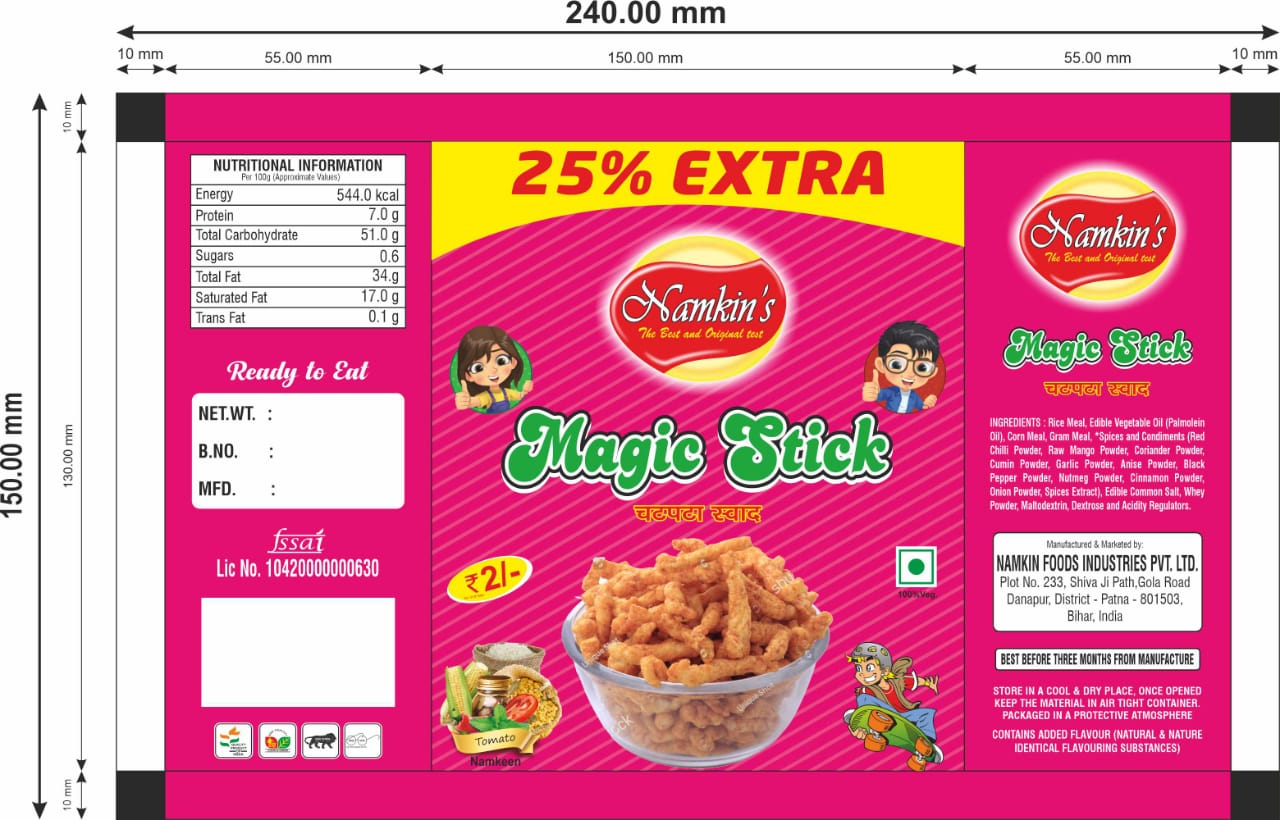 240.00 mm
10 mm
55.00 mm
150.00 mm
55.00 mm
10 mm
10 mm
150.00 mm
130.00 mm
10 mm
NUTRITIONAL INFORMATION
Per 100g (Approximate Values)
Energy 544.0 kcal
Protein 7.0 g
Total Carbohydrate 51.0 g
Sugars 0.6
Total Fat 34.g
Saturated Fat 17.0 g
Trans Fat 0.1 g
Ready to Eat
NET.WT. :
B.NO. :
MFD. :
fssai
Lic No. 10420000000630
25% EXTRA
Namkin's
The Best and Original test
Magic Stick
चटपटा स्वाद
₹2/-
100%Veg.
Tomato
Namkeen
Namkin's
The Best and Original test
Magic Stick
चटपटा स्वाद
INGREDIENTS : Rice Meal, Edible Vegetable Oil (Palmolein
Oil), Corn Meal, Gram Meal, *Spices and Condiments (Red
Chilli Powder, Raw Mango Powder, Coriander Powder,
Cumin Powder, Garlic Powder, Anise Powder, Black
Pepper Powder, Nutmeg Powder, Cinnamon Powder,
Onion Powder, Spices Extract), Edible Common Salt, Whey
Powder, Maltodextrin, Dextrose and Acidity Regulators.
Manufactured & Marketed by:
NAMKIN FOODS INDUSTRIES PVT. LTD.
Plot No. 233, Shiva Ji Path,Gola Road
Danapur, District - Patna - 801503,
Bihar, India
BEST BEFORE THREE MONTHS FROM MANUFACTURE
STORE IN A COOL & DRY PLACE, ONCE OPENED
KEEP THE MATERIAL IN AIR TIGHT CONTAINER.
PACKAGED IN A PROTECTIVE ATMOSPHERE
CONTAINS ADDED FLAVOUR (NATURAL & NATURE
IDENTICAL FLAVOURING SUBSTANCES)